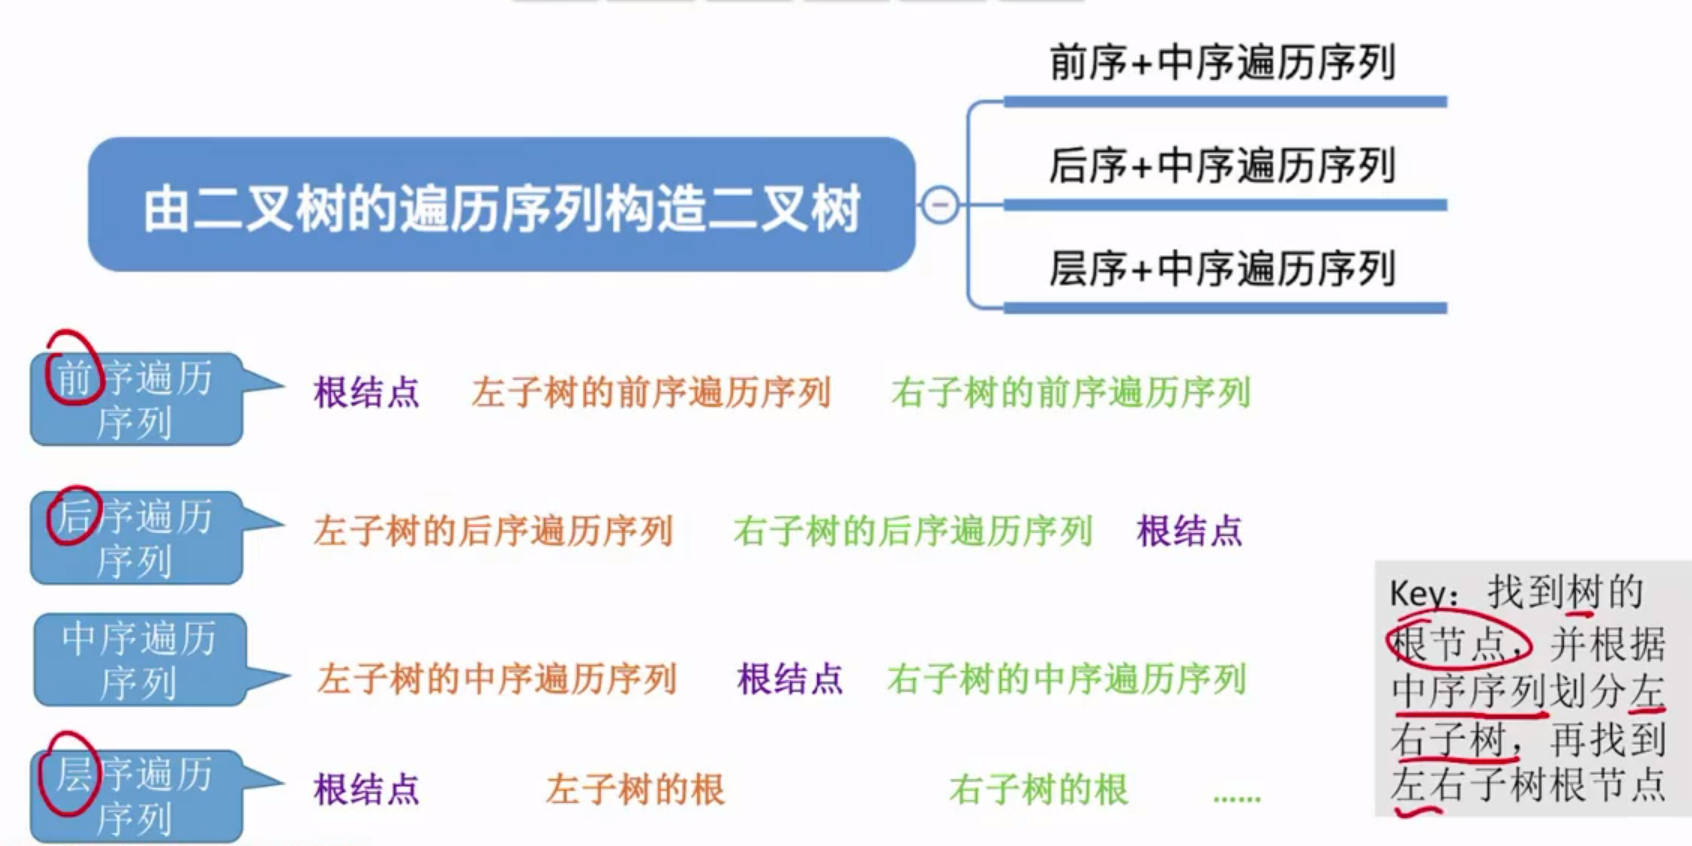 前序+中序遍历序列
后序+中序遍历序列
由二叉树的遍历序列构造二叉树
层序+中序遍历序列
前序遍历
序列
根结点 左子树的前序遍历序列 右子树的前序遍历序列
后序遍历
序列
左子树的后序遍历序列 右子树的后序遍历序列 根结点
中序遍历
序列
左子树的中序遍历序列 根结点 右子树的中序遍历序列
层序遍历
序列
根结点 左子树的根 右子树的根 ……
Key：找到树的
根节点，并根据
中序序列划分左
右子树，再找到
左右子树根节点